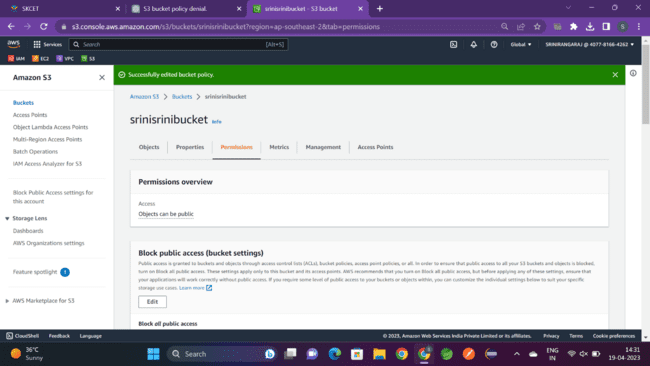 SKCET
S3 bucket policy denial.
srinisrinibucket - S3 bucket
s3.console.aws.amazon.com/s3/buckets/srinisrinibucket?region=ap-southeast-2&tab=permissions
S
aws
Services
Search
[Alt+S]
Global
SRINIRANGARAJ @ 4077-8166-4262
IAM
EC2
VPC
S3
Amazon S3
Successfully edited bucket policy.
Buckets
Access Points
Object Lambda Access Points
Multi-Region Access Points
Batch Operations
IAM Access Analyzer for S3
Block Public Access settings for
this account
Storage Lens
Dashboards
AWS Organizations settings
Feature spotlight 1
AWS Marketplace for S3
Amazon S3 > Buckets > srinisrinibucket
srinisrinibucket Info
Objects
Properties
Permissions
Metrics
Management
Access Points
Permissions overview
Access
Objects can be public
Block public access (bucket settings)
Public access is granted to buckets and objects through access control lists (ACLs), bucket policies, access point policies, or all. In order to ensure that public access to all your S3 buckets and objects is blocked,
turn on Block all public access. These settings apply only to this bucket and its access points. AWS recommends that you turn on Block all public access, but before applying any of these settings, ensure that
your applications will work correctly without public access. If you require some level of public access to your buckets or objects within, you can customize the individual settings below to suit your specific
storage use cases. Learn more
Edit
Block all public access
CloudShell
Feedback
Language
© 2023, Amazon Web Services India Private Limited or its affiliates.
Privacy
Terms
Cookie preferences
36°C
Sunny
Search
ENG
IN
14:31
19-04-2023